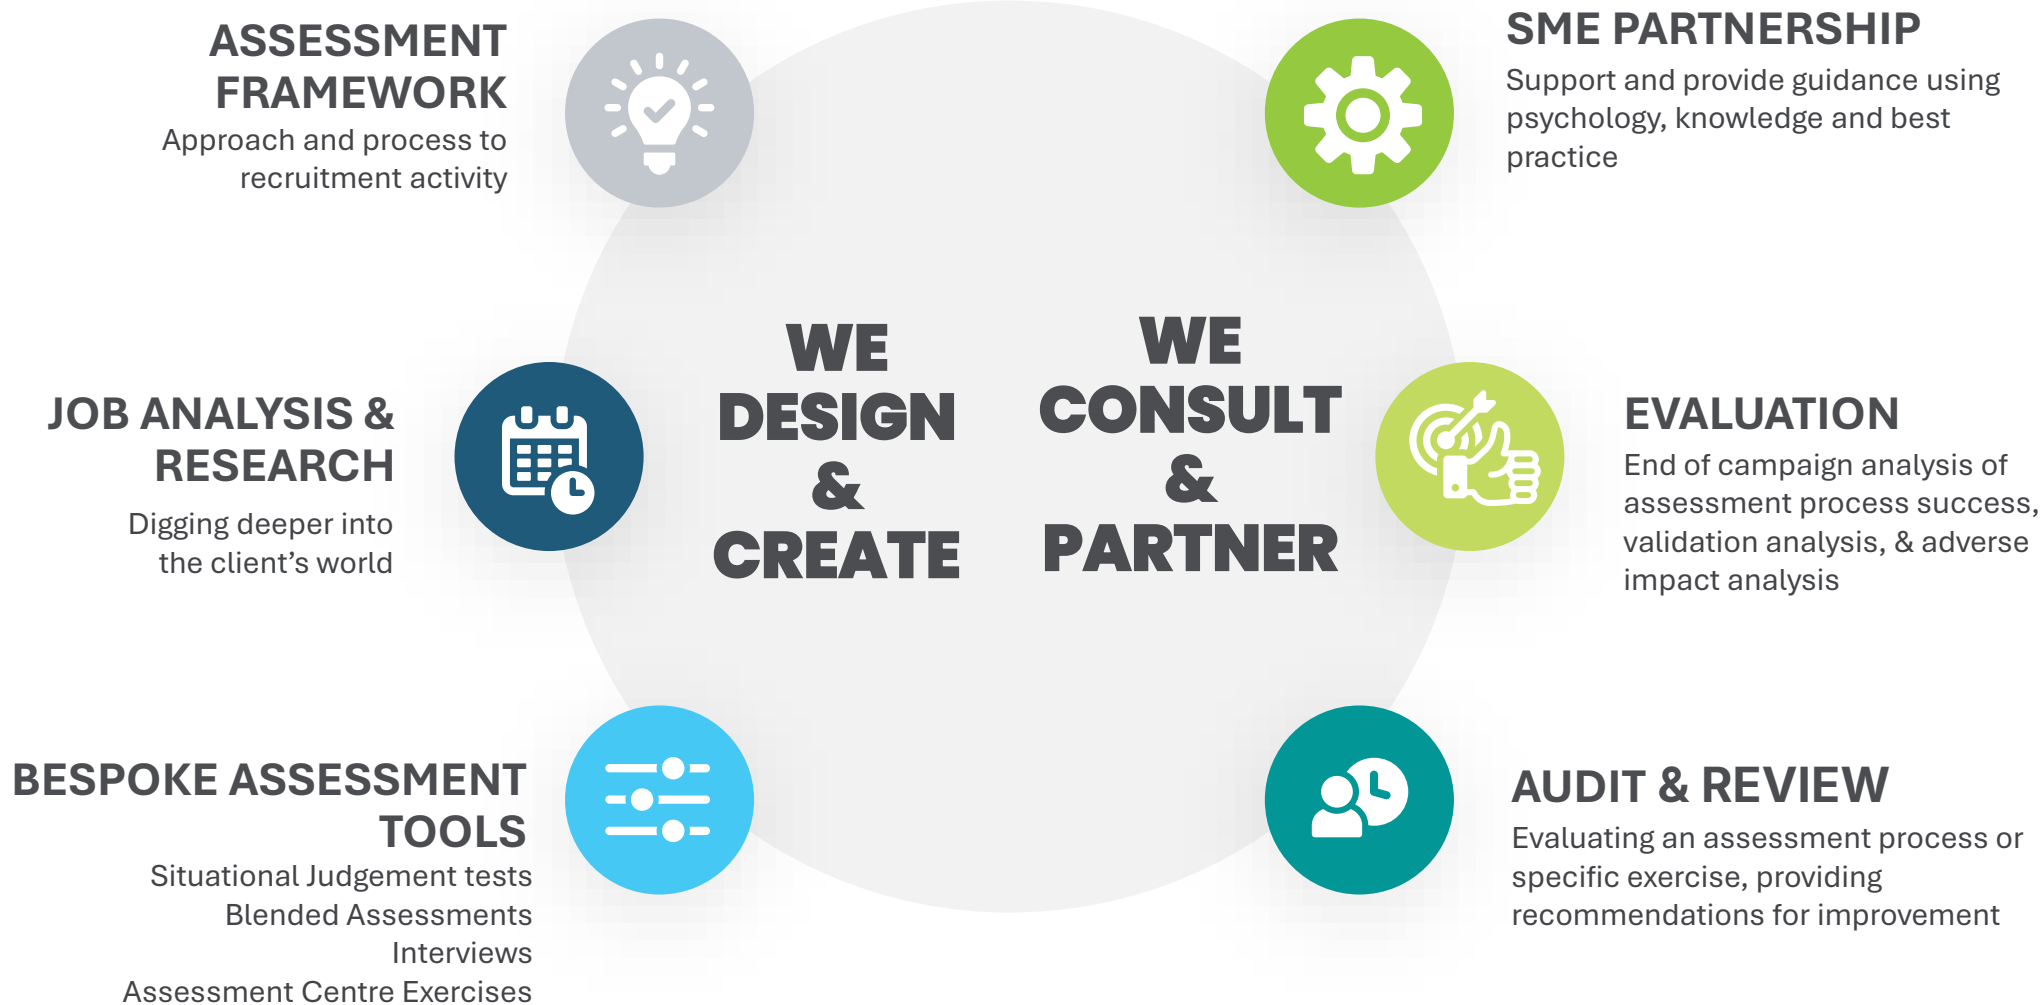 ASSESSMENT
FRAMEWORK
Approach and process to
recruitment activity
JOB ANALYSIS &
RESEARCH
Digging deeper into
the client’s world
BESPOKE ASSESSMENT
TOOLS
Situational Judgement tests
Blended Assessments
Interviews
Assessment Centre Exercises
WE
DESIGN
&
CREATE
WE
CONSULT
&
PARTNER
SME PARTNERSHIP
Support and provide guidance using
psychology, knowledge and best
practice
EVALUATION
End of campaign analysis of
assessment process success,
validation analysis, & adverse
impact analysis
AUDIT & REVIEW
Evaluating an assessment process or
specific exercise, providing
recommendations for improvement